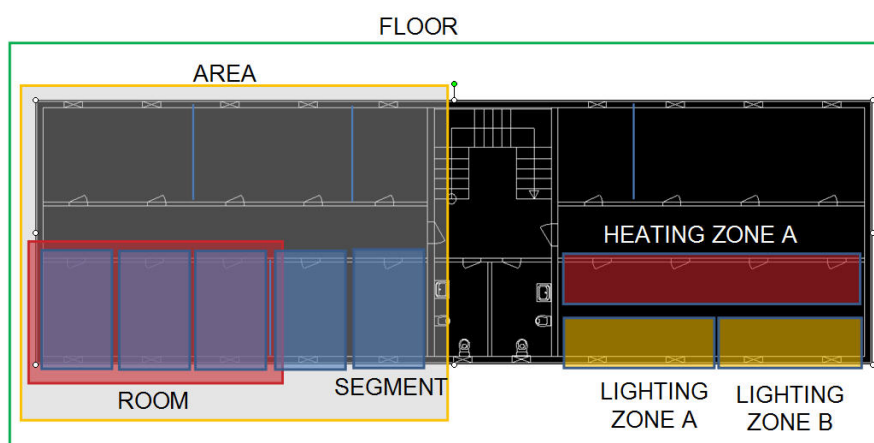 FLOOR
AREA
HEATING ZONE A
SEGMENT
ROOM
LIGHTING
ZONE A
LIGHTING
ZONE B